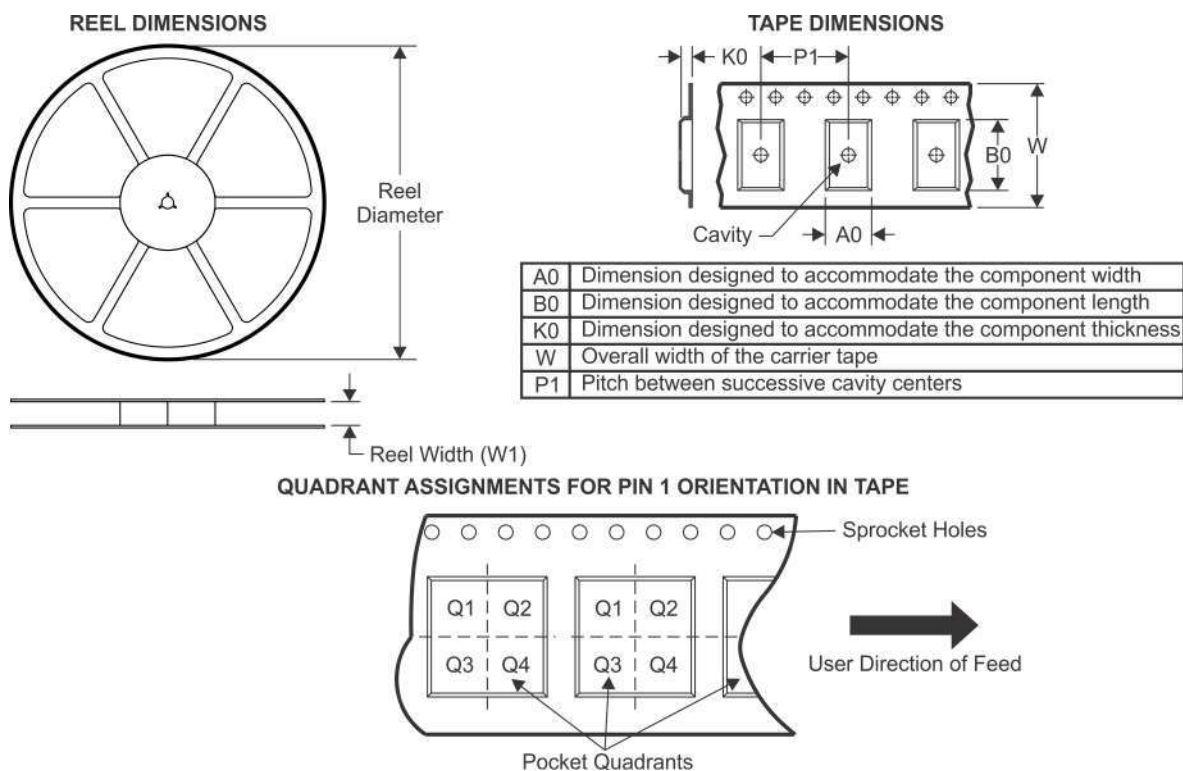 REEL DIMENSIONS
Reel
Diameter
Reel Width (W1)
TAPE DIMENSIONS
K0
P1
B0
W
Cavity
A0
A0 Dimension designed to accommodate the component width
B0 Dimension designed to accommodate the component length
K0 Dimension designed to accommodate the component thickness
W Overall width of the carrier tape
P1 Pitch between successive cavity centers
QUADRANT ASSIGNMENTS FOR PIN 1 ORIENTATION IN TAPE
Sprocket Holes
Q1 Q2 Q1 Q2
Q3 Q4 Q3 Q4
User Direction of Feed
Pocket Quadrants